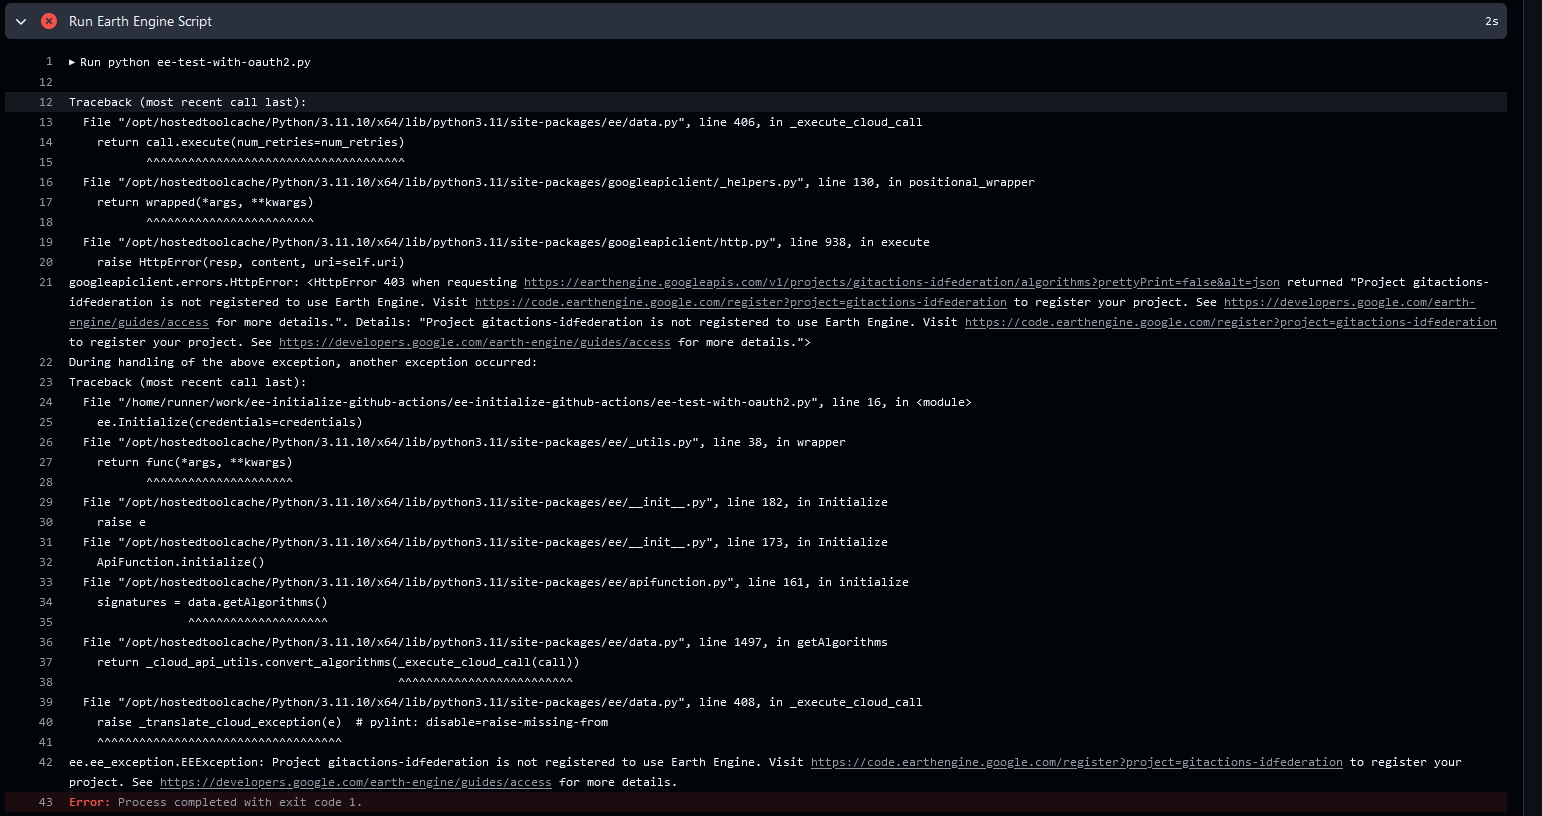 Run Earth Engine Script
2s
1 ▶ Run python ee-test-with-oauth2.py
12
12 Traceback (most recent call last):
13   File "/opt/hostedtoolcache/Python/3.11.10/x64/lib/python3.11/site-packages/ee/data.py", line 406, in _execute_cloud_call
14     return call.execute(num_retries=num_retries)
15            ^^^^^^^^^^^^^^^^^^^^^^^^^^^^^^^^^^^^^
16   File "/opt/hostedtoolcache/Python/3.11.10/x64/lib/python3.11/site-packages/googleapiclient/_helpers.py", line 130, in positional_wrapper
17     return wrapped(*args, **kwargs)
18            ^^^^^^^^^^^^^^^^^^^^^^^^
19   File "/opt/hostedtoolcache/Python/3.11.10/x64/lib/python3.11/site-packages/googleapiclient/http.py", line 938, in execute
20     raise HttpError(resp, content, uri=self.uri)
21 googleapiclient.errors.HttpError: <HttpError 403 when requesting https://earthengine.googleapis.com/v1/projects/gitactions-idfederation/algorithms?prettyPrint=false&alt=json returned "Project gitactions-
idfederation is not registered to use Earth Engine. Visit https://code.earthengine.google.com/register?project=gitactions-idfederation to register your project. See https://developers.google.com/earth-
engine/guides/access for more details.". Details: "Project gitactions-idfederation is not registered to use Earth Engine. Visit https://code.earthengine.google.com/register?project=gitactions-idfederation
to register your project. See https://developers.google.com/earth-engine/guides/access for more details.">
22 During handling of the above exception, another exception occurred:
23 Traceback (most recent call last):
24   File "/home/runner/work/ee-initialize-github-actions/ee-initialize-github-actions/ee-test-with-oauth2.py", line 16, in <module>
25     ee.Initialize(credentials=credentials)
26   File "/opt/hostedtoolcache/Python/3.11.10/x64/lib/python3.11/site-packages/ee/_utils.py", line 38, in wrapper
27     return func(*args, **kwargs)
28            ^^^^^^^^^^^^^^^^^^^^^
29   File "/opt/hostedtoolcache/Python/3.11.10/x64/lib/python3.11/site-packages/ee/__init__.py", line 182, in Initialize
30     raise e
31   File "/opt/hostedtoolcache/Python/3.11.10/x64/lib/python3.11/site-packages/ee/__init__.py", line 173, in Initialize
32     ApiFunction.initialize()
33   File "/opt/hostedtoolcache/Python/3.11.10/x64/lib/python3.11/site-packages/ee/apifunction.py", line 161, in initialize
34     signatures = data.getAlgorithms()
35                  ^^^^^^^^^^^^^^^^^^^^
36   File "/opt/hostedtoolcache/Python/3.11.10/x64/lib/python3.11/site-packages/ee/data.py", line 1497, in getAlgorithms
37     return _cloud_api_utils.convert_algorithms(_execute_cloud_call(call))
38                                                ^^^^^^^^^^^^^^^^^^^^^^^^^
39   File "/opt/hostedtoolcache/Python/3.11.10/x64/lib/python3.11/site-packages/ee/data.py", line 408, in _execute_cloud_call
40     raise _translate_cloud_exception(e)  # pylint: disable=raise-missing-from
41     ^^^^^^^^^^^^^^^^^^^^^^^^^^^^^^^^^^^
42 ee.ee_exception.EEException: Project gitactions-idfederation is not registered to use Earth Engine. Visit https://code.earthengine.google.com/register?project=gitactions-idfederation to register your
project. See https://developers.google.com/earth-engine/guides/access for more details.
43 Error: Process completed with exit code 1.